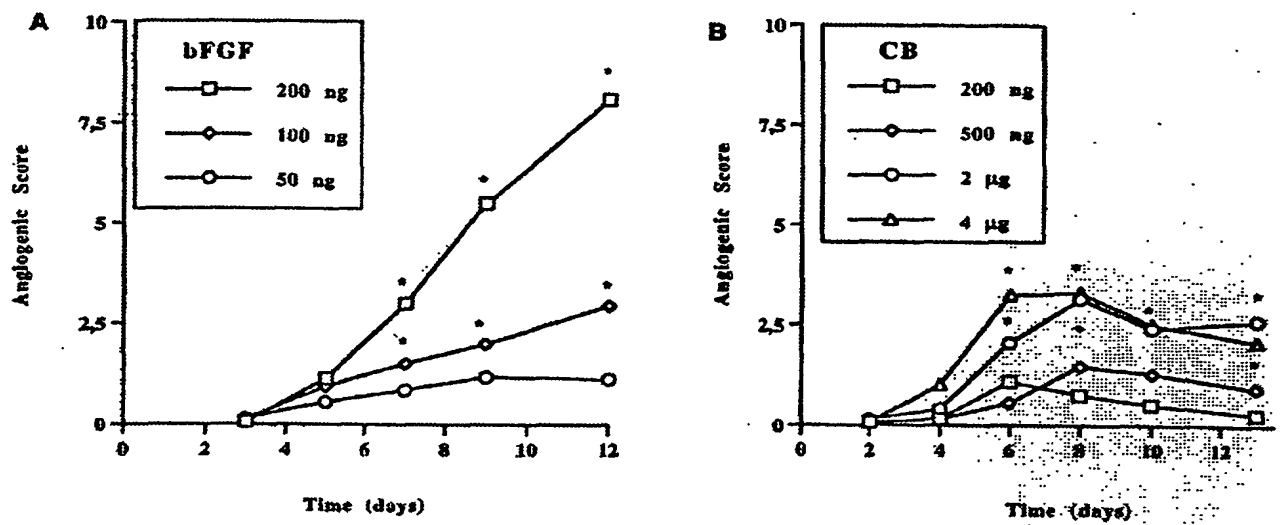 A
bFGF
200 ng
100 ng
50 ng
10
7,5
5
2,5
0
Angiogenic Score
0 2 4 6 8 10 12
Time (days)
B
CB
200 ng
500 ng
2 µg
4 µg
10
7,5
5
2,5
0
Angiogenic Score
0 2 4 6 8 10 12
Time (days)